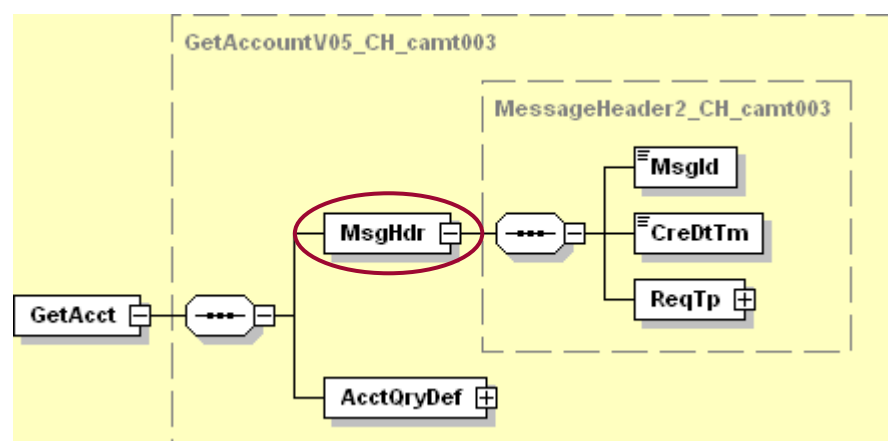 GetAccountV05_CH_camt003
MessageHeader2_CH_camt003
MsgId
MsgHdr
CreDtTm
ReqTp
GetAcct
AcctQryDef